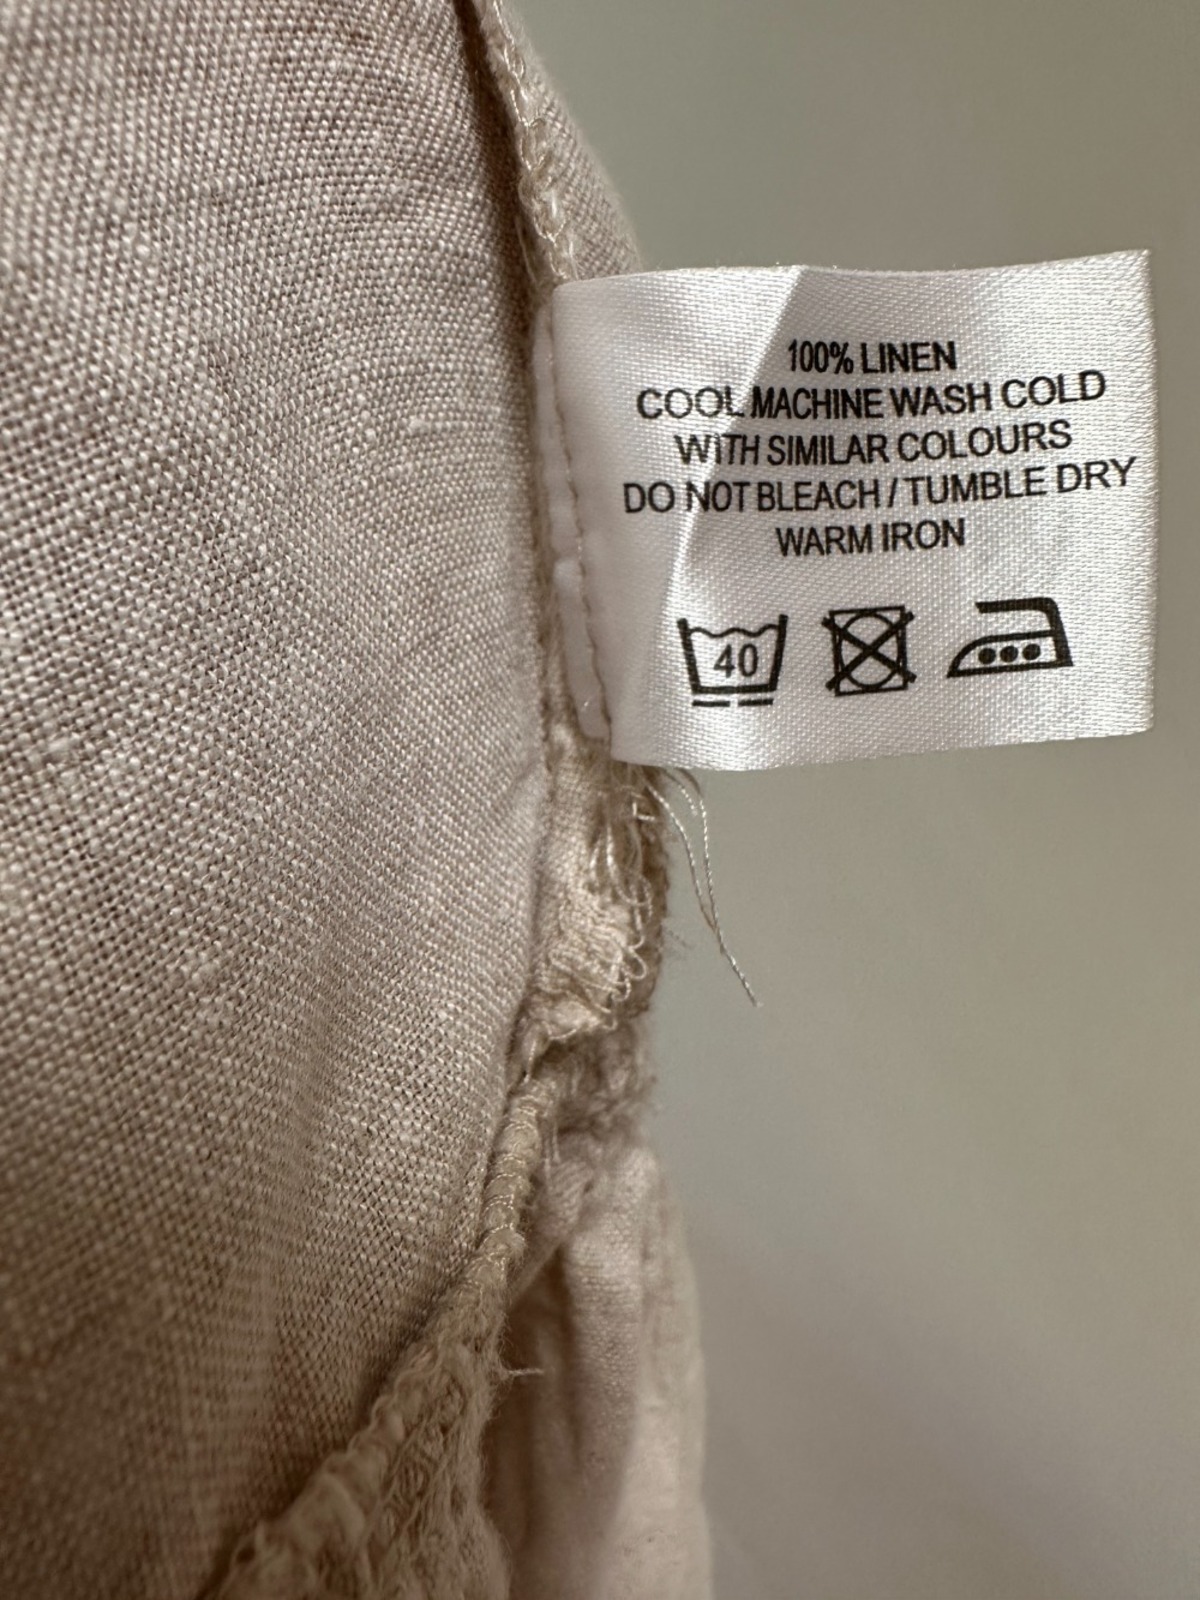 100% LINEN
COOL MACHINE WASH COLD
WITH SIMILAR COLOURS
DO NOT BLEACH / TUMBLE DRY
WARM IRON
40